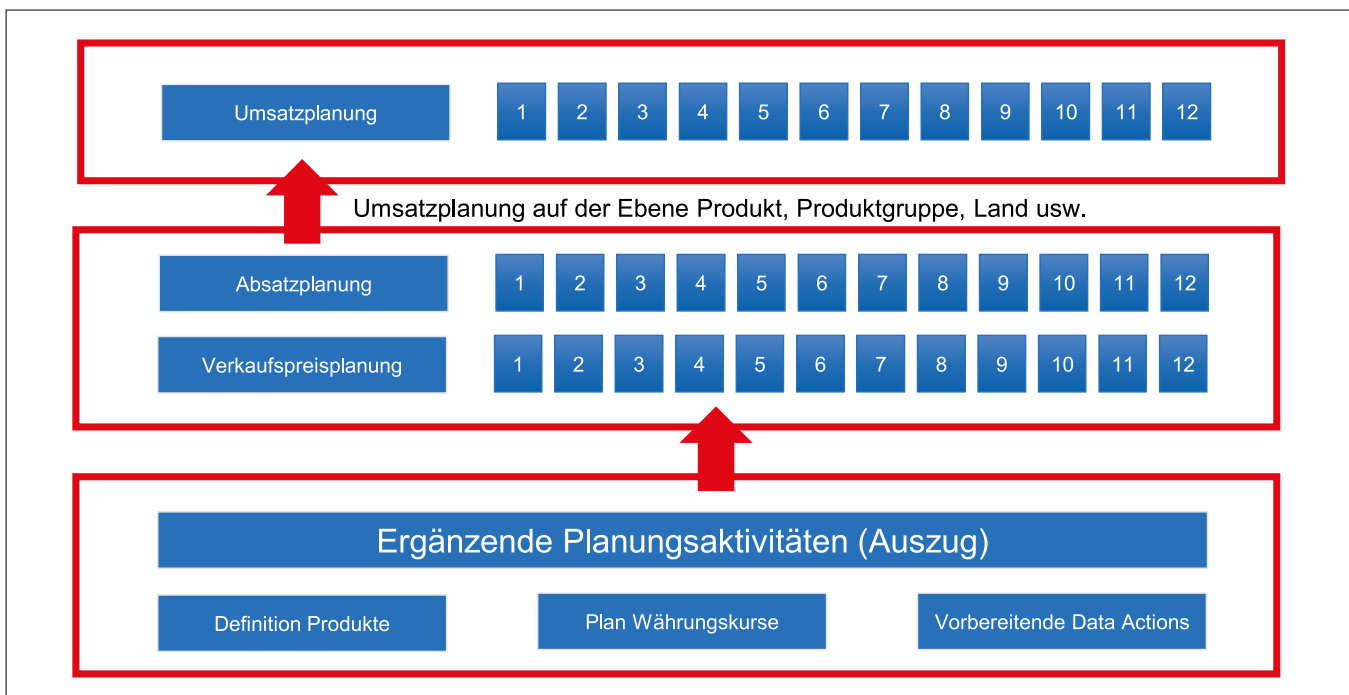 Umsatzplanung 1 2 3 4 5 6 7 8 9 10 11 12
Umsatzplanung auf der Ebene Produkt, Produktgruppe, Land usw.
Absatzplanung 1 2 3 4 5 6 7 8 9 10 11 12
Verkaufspreisplanung 1 2 3 4 5 6 7 8 9 10 11 12
Ergänzende Planungsaktivitäten (Auszug)
Definition Produkte Plan Währungskurse Vorbereitende Data Actions